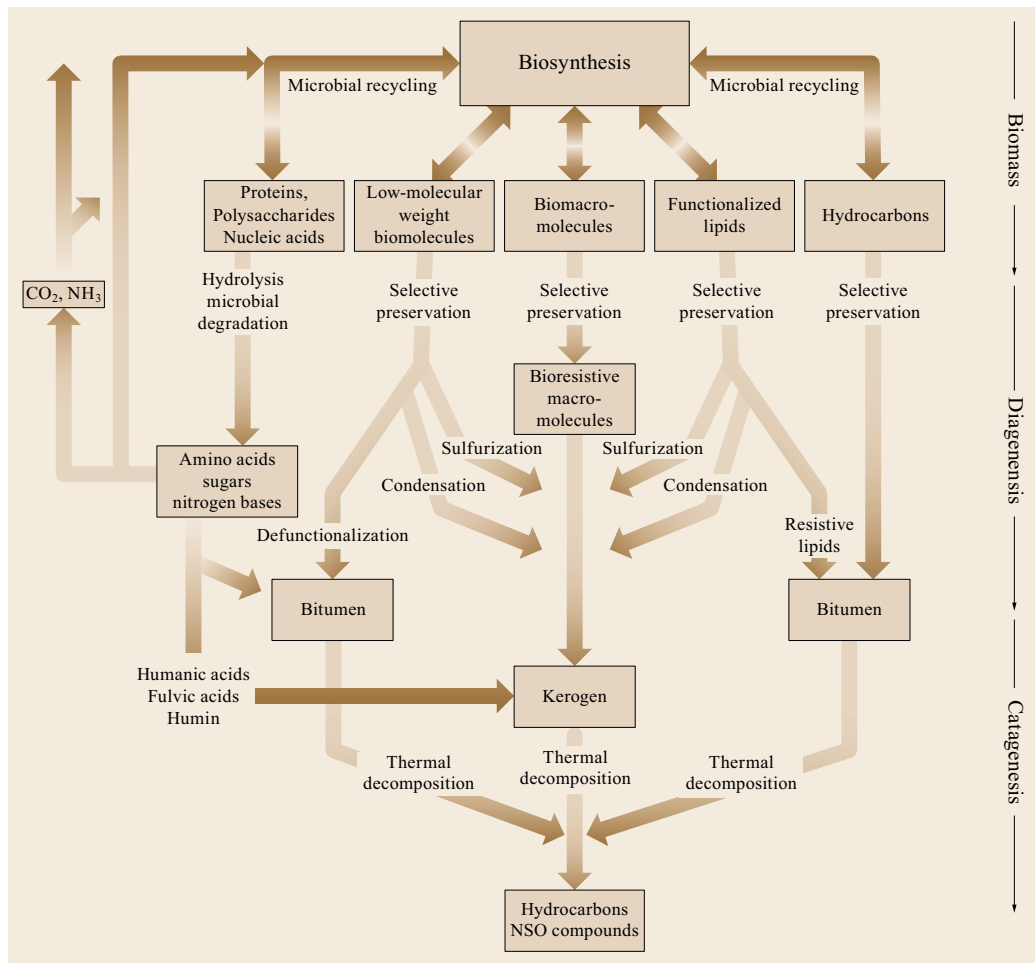 Biosynthesis
Microbial recycling
Microbial recycling
Biomass
Proteins,
Polysaccharides
Nucleic acids
Low-molecular
weight
biomolecules
Biomacro-
molecules
Functionalized
lipids
Hydrocarbons
CO₂, NH₃
Hydrolysis
microbial
degradation
Selective
preservation
Selective
preservation
Selective
preservation
Selective
preservation
Bioresistive
macro-
molecules
Diagenensis
Sulfurization
Sulfurization
Condensation
Condensation
Amino acids
sugars
nitrogen bases
Defunctionalization
Resistive
lipids
Bitumen
Bitumen
Humanic acids
Fulvic acids
Humin
Kerogen
Catagenesis
Thermal
decomposition
Thermal
decomposition
Thermal
decomposition
Hydrocarbons
NSO compounds